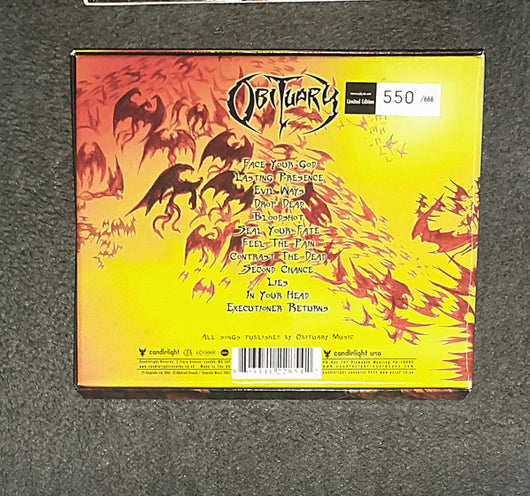 OBITUARY
Limited Edition
550 /666
FACE YOUR GOD
LASTING PRESENCE
EVIL WAYS
DROP DEAD
BLOODSHOT
SEAL YOUR FATE
FEEL THE PAIN
CONTRAST THE DEAD
SECOND CHANCE
LIES
IN YOUR HEAD
EXECUTIONER RETURNS
ALL SONGS PUBLISHED BY OBITUARY MUSIC
candlelight
candlelight usa